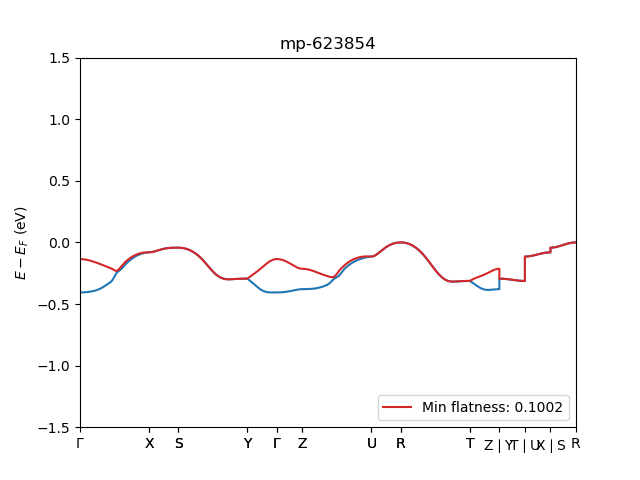 mp-623854
1.5
1.0
0.5
0.0
−0.5
−1.0
−1.5
E − E_F (eV)
Min flatness: 0.1002
Γ X S Y Γ Z U R T Z | Y T | U X | S R